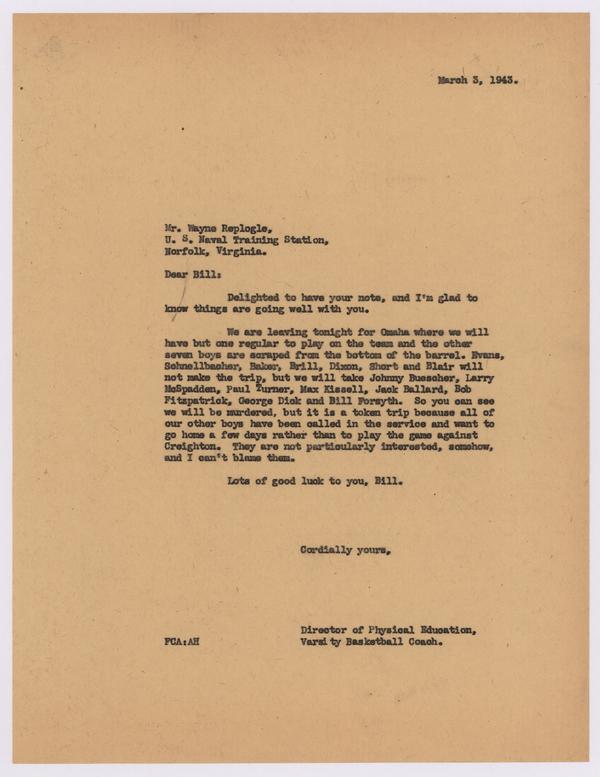 March 3, 1943.
Mr. Wayne Replogle,
U. S. Naval Training Station,
Norfolk, Virginia.
Dear Bill:
Delighted to have your note, and I'm glad to
know things are going well with you.
We are leaving tonight for Omaha where we will
have but one regular to play on the team and the other
seven boys are scraped from the bottom of the barrel. Evans,
Schnellbacher, Baker, Brill, Dixon, Short and Blair will
not make the trip, but we will take Johnny Buescher, Larry
McSpadden, Paul Turner, Max Kissell, Jack Ballard, Bob
Fitzpatrick, George Dick and Bill Forsyth. So you can see
we will be murdered, but it is a token trip because all of
our other boys have been called in the service and want to
go home a few days rather than to play the game against
Creighton. They are not particularly interested, somehow,
and I can't blame them.
Lots of good luck to you, Bill.
Cordially yours,
Director of Physical Education,
FCA:AH Varsity Basketball Coach.